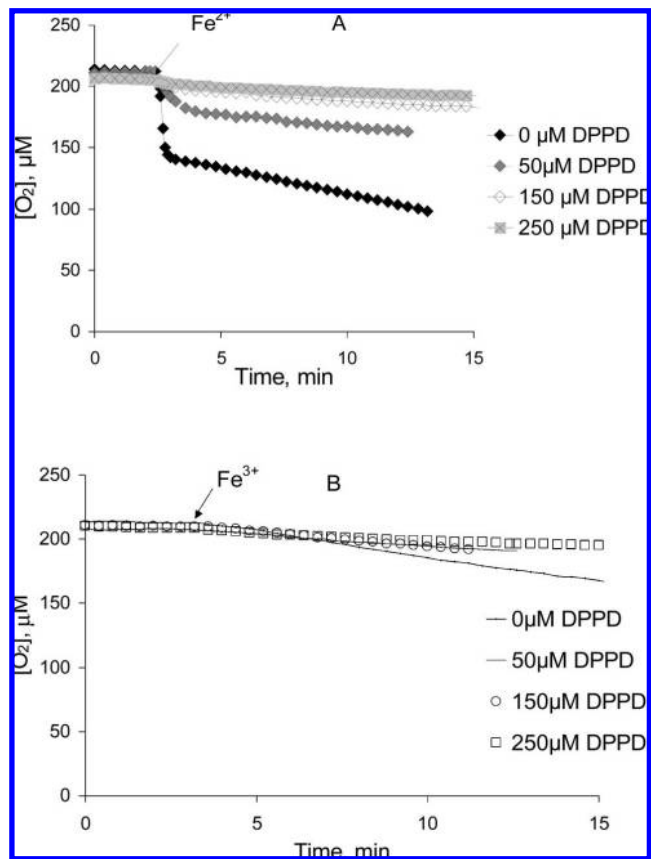 Fe2+
A
250
200
150
100
50
0
[O2], µM
0
5
10
15
Time, min
0 µM DPPD
50µM DPPD
150 µM DPPD
250 µM DPPD
Fe3+
B
250
200
150
100
50
0
[O2], µM
0
5
10
15
Time, min
0µM DPPD
50µM DPPD
150µM DPPD
250µM DPPD